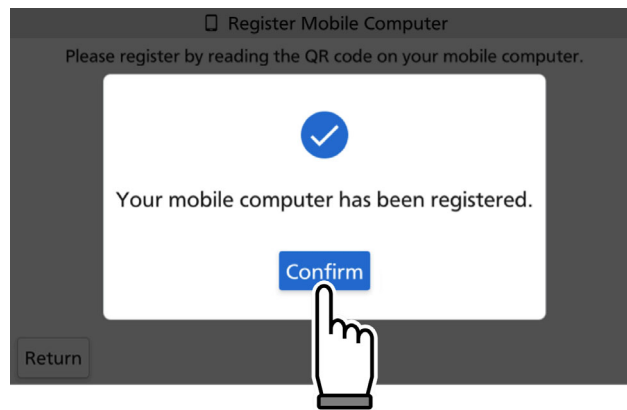 Register Mobile Computer
Please register by reading the QR code on your mobile computer.
Your mobile computer has been registered.
Confirm
Return